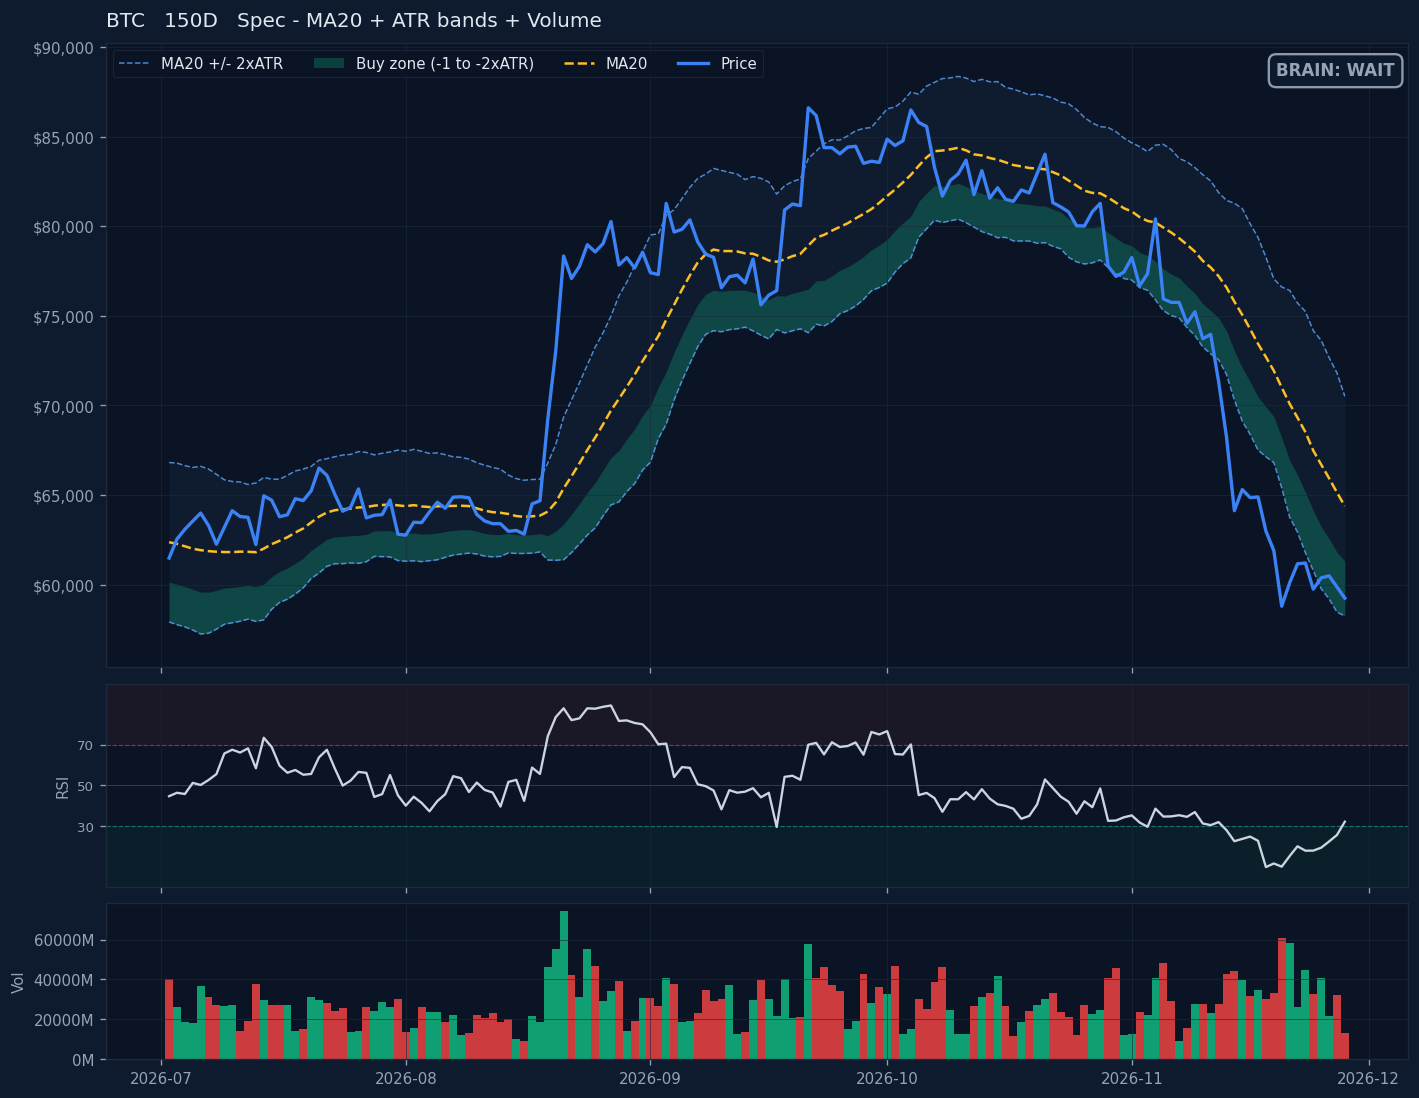 BTC   150D   Spec - MA20 + ATR bands + Volume
MA20 +/- 2xATR
Buy zone (-1 to -2xATR)
MA20
Price
BRAIN: WAIT
$90,000
$85,000
$80,000
$75,000
$70,000
$65,000
$60,000
RSI
70
50
30
Vol
60000M
40000M
20000M
0M
2026-07
2026-08
2026-09
2026-10
2026-11
2026-12